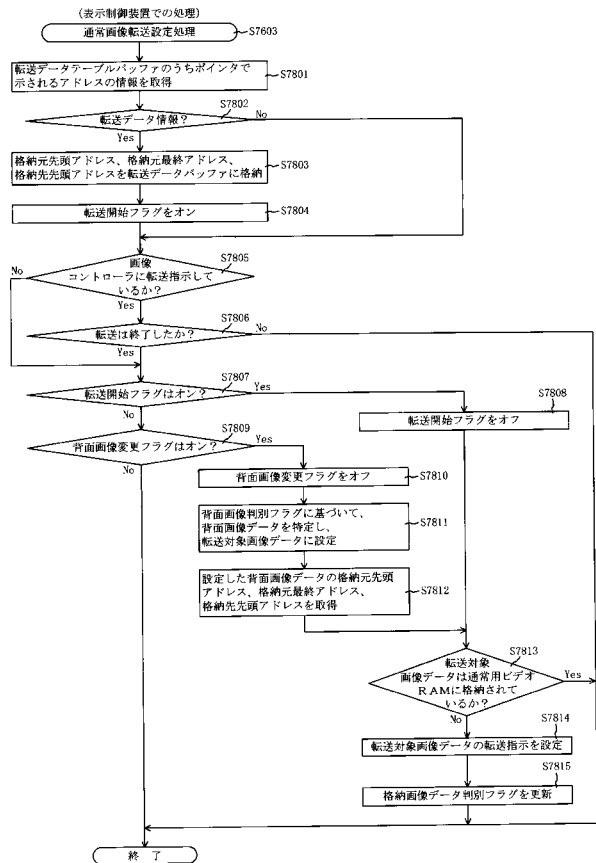 (表示制御装置での処理)
通常画像転送設定処理
S7603
転送データテーブルバッファのうちポインタで
示されるアドレスの情報を取得
S7801
S7802
転送データ情報?
No
Yes
格納元先頭アドレス、格納元最終アドレス、
格納先先頭アドレスを転送データバッファに格納
S7803
転送開始フラグをオン
S7804
S7805
画像
コントローラに転送指示して
いるか?
No
Yes
S7806
転送は終了したか?
No
Yes
S7807
転送開始フラグはオン?
Yes
No
S7808
転送開始フラグをオフ
S7809
背面画像変更フラグはオン?
Yes
No
背面画像変更フラグをオフ
S7810
背面画像判別フラグに基づいて、
背面画像データを特定し、
転送対象画像データに設定
S7811
設定した背面画像データの格納元先頭
アドレス、格納元最終アドレス、
格納先先頭アドレスを取得
S7812
S7813
転送対象
画像データは通常用ビデオ
RAMに格納されて
いるか?
Yes
No
S7814
転送対象画像データの転送指示を設定
S7815
格納画像データ判別フラグを更新
終了